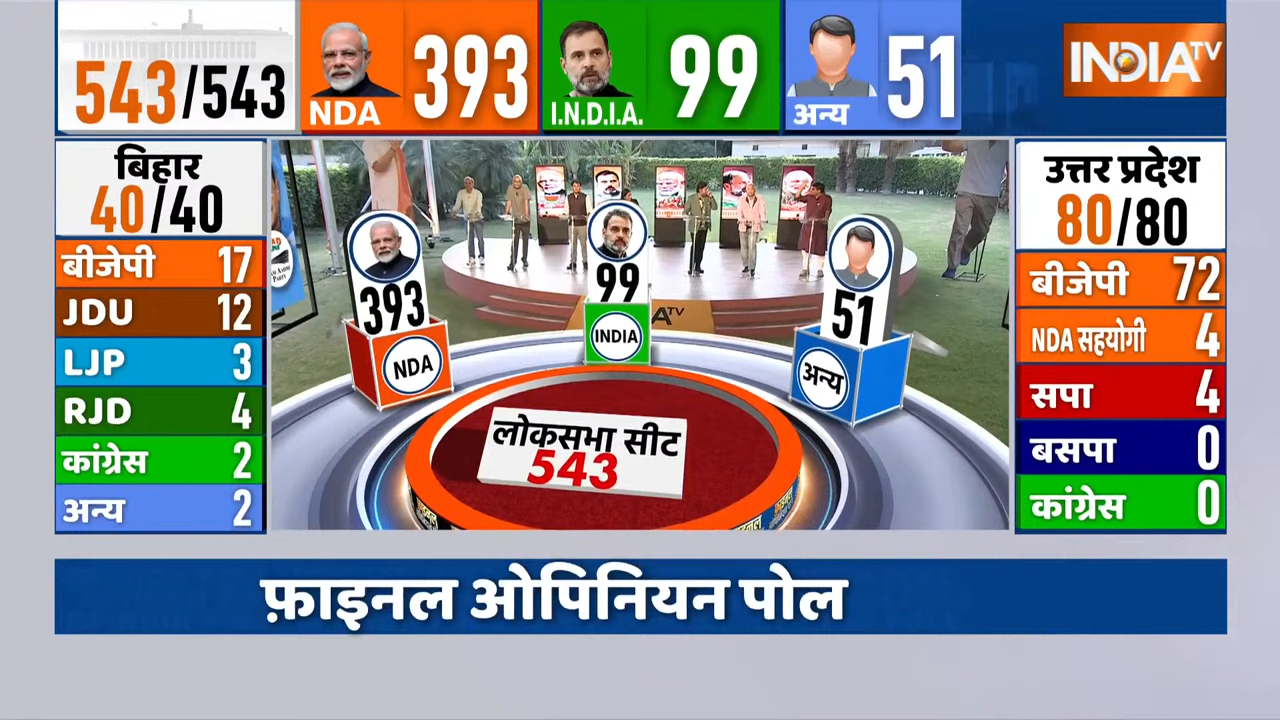 543/543
NDA
393
I.N.D.I.A.
99
अन्य
51
INDIA TV
बिहार
40/40
बीजेपी 17
JDU 12
LJP 3
RJD 4
कांग्रेस 2
अन्य 2
393
NDA
99
INDIA
51
अन्य
लोकसभा सीट
543
उत्तर प्रदेश
80/80
बीजेपी 72
NDA सहयोगी 4
सपा 4
बसपा 0
कांग्रेस 0
फ़ाइनल ओपिनियन पोल